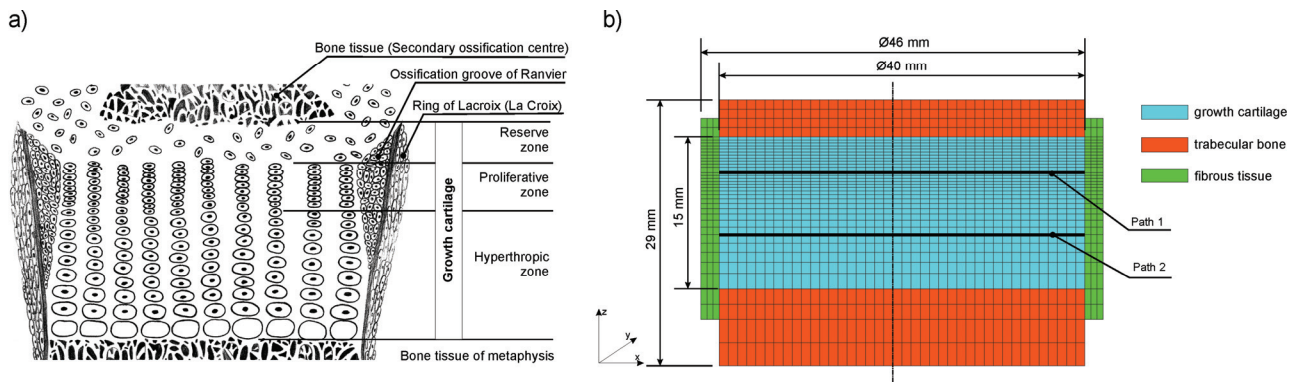 a)
Bone tissue (Secondary ossification centre)
Ossification groove of Ranvier
Ring of Lacroix (La Croix)
Reserve
zone
Proliferative
zone
Growth cartilage
Hyperthropic
zone
Bone tissue of metaphysis
b)
Ø46 mm
Ø40 mm
29 mm
15 mm
growth cartilage
trabecular bone
fibrous tissue
Path 1
Path 2
z
y
x